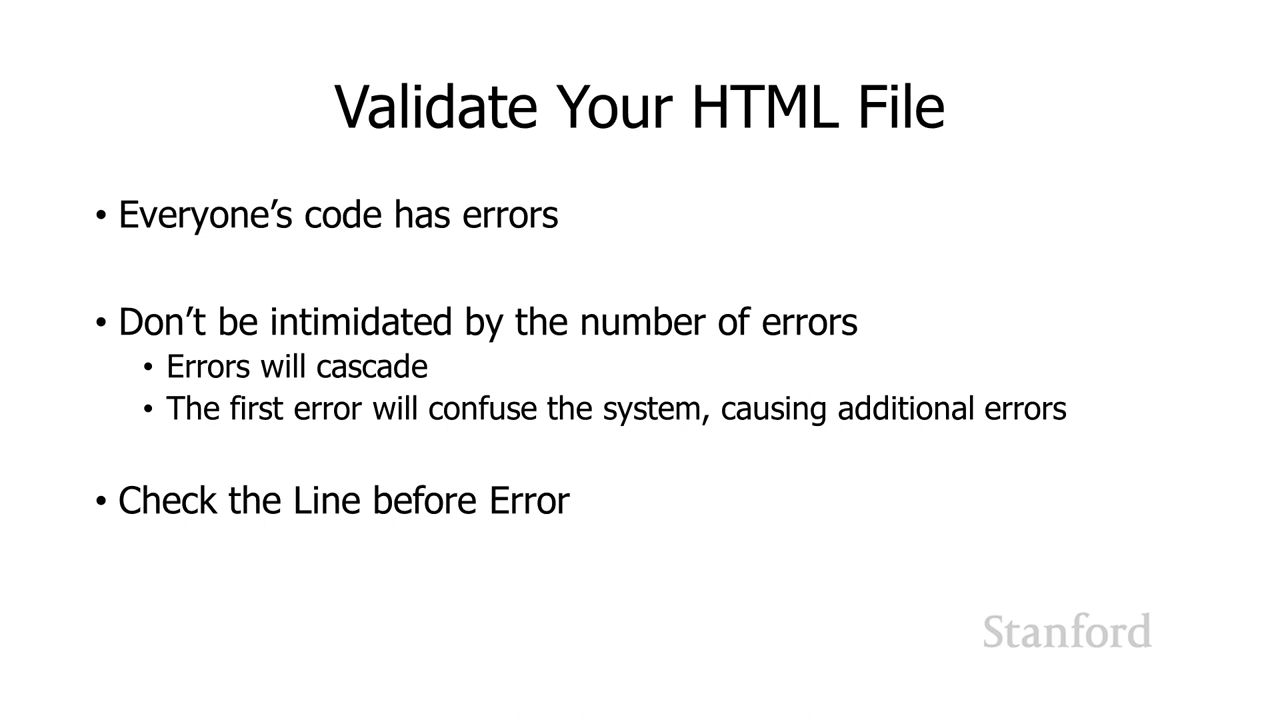 Validate Your HTML File
• Everyone’s code has errors
• Don’t be intimidated by the number of errors
• Errors will cascade
• The first error will confuse the system, causing additional errors
• Check the Line before Error
Stanford